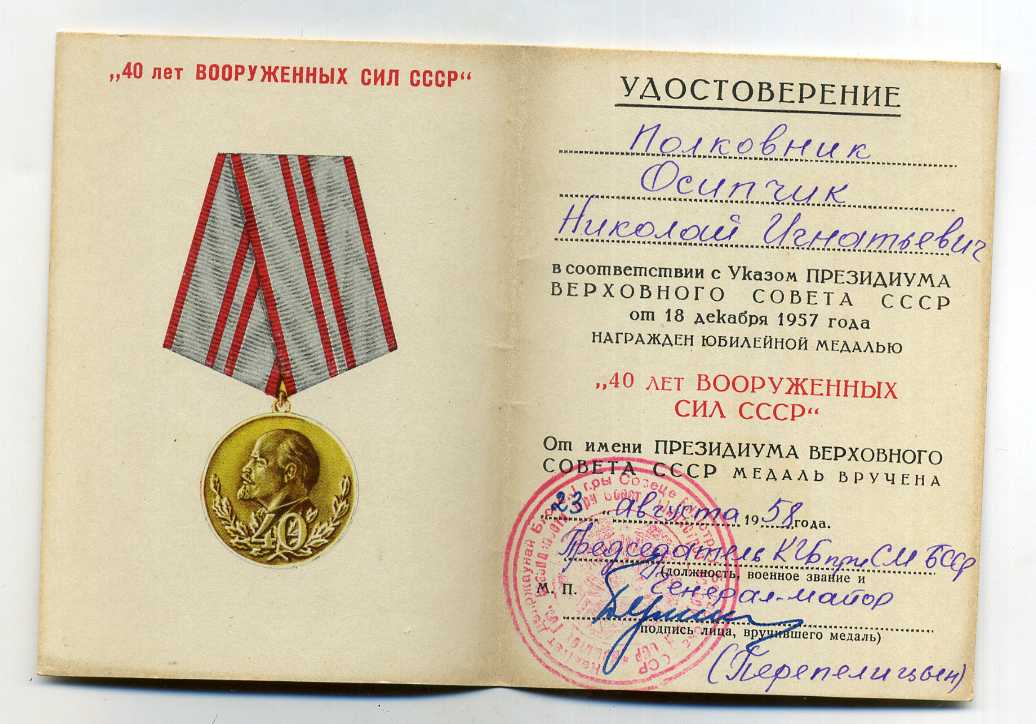 „40 лет ВООРУЖЕННЫХ СИЛ СССР“
40
УДОСТОВЕРЕНИЕ
Полковник
Осипчик
Николай Игнатьевич
в соответствии с Указом ПРЕЗИДИУМА
ВЕРХОВНОГО СОВЕТА СССР
от 18 декабря 1957 года
НАГРАЖДЕН ЮБИЛЕЙНОЙ МЕДАЛЬЮ
„40 ЛЕТ ВООРУЖЕННЫХ
СИЛ СССР“
От имени ПРЕЗИДИУМА ВЕРХОВНОГО
СОВЕТА СССР МЕДАЛЬ ВРУЧЕНА
„23„ августа 1958 года.
Председатель КГБ при СМ БССР
(должность, военное звание и
М. П. Генерал-майор
подпись лица, вручившего медаль)
(Перепелицын)